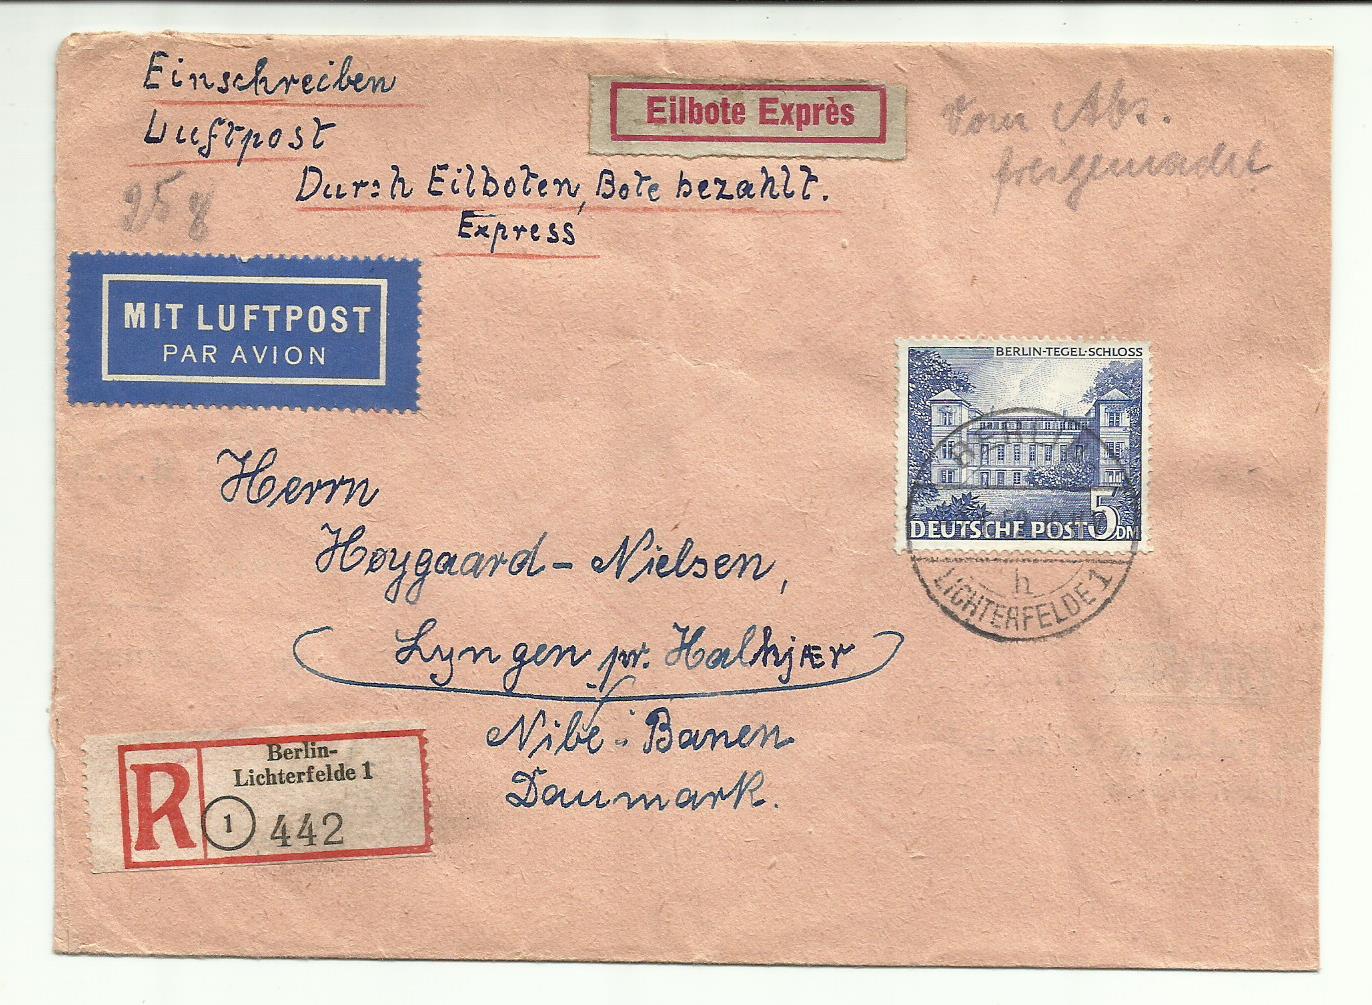 Einschreiben
Luftpost
Durch Eilboten, Bote bezahlt.
Express
Eilbote Exprès
Vom Abs.
freigemacht
25 g
MIT LUFTPOST
PAR AVION
BERLIN-TEGEL·SCHLOSS
DEUTSCHE POST 5 DM
BERLIN
h
LICHTERFELDE 1
Herrn
Høygaard - Nielsen,
Lyngen pr. Halkjær
Nibe - Banen
Daumark.
R
Berlin-
Lichterfelde 1
1 442